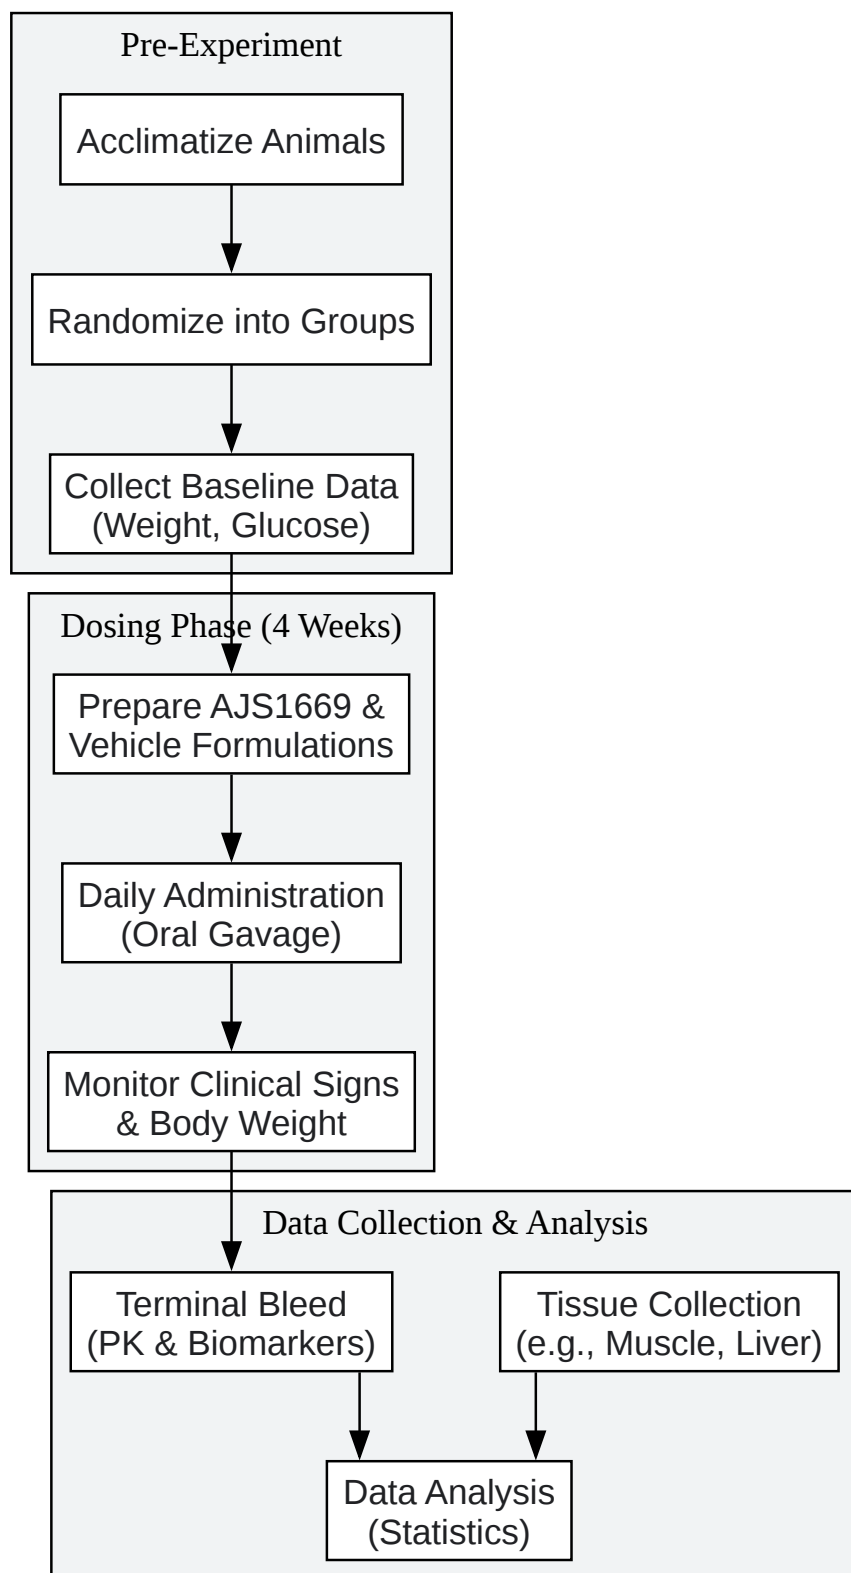 Pre-Experiment
Acclimatize Animals
Randomize into Groups
Collect Baseline Data
(Weight, Glucose)
Dosing Phase (4 Weeks)
Prepare AJS1669 &
Vehicle Formulations
Daily Administration
(Oral Gavage)
Monitor Clinical Signs
& Body Weight
Data Collection & Analysis
Terminal Bleed
(PK & Biomarkers)
Tissue Collection
(e.g., Muscle, Liver)
Data Analysis
(Statistics)